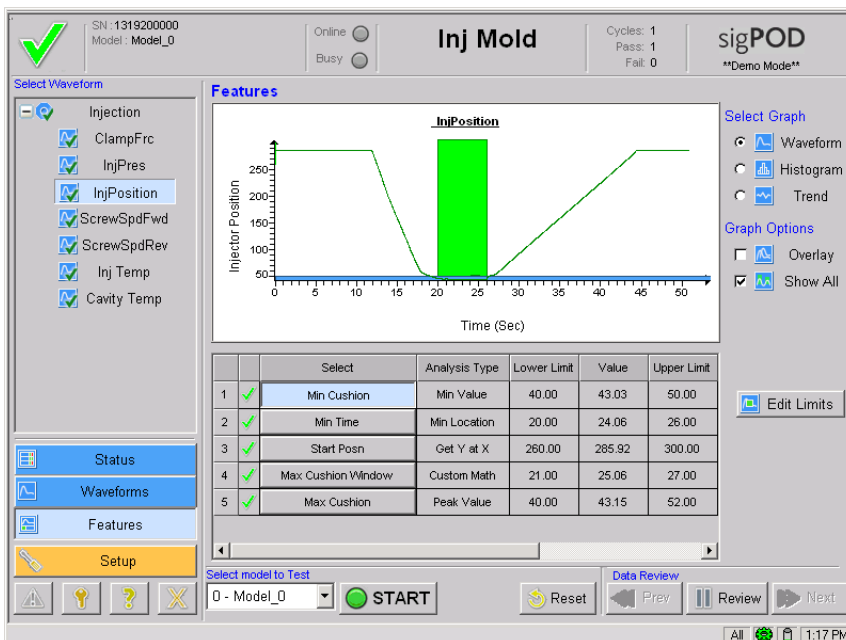 SN : 1319200000
Model : Model_0
Online
Busy
Inj Mold
Cycles: 1
Pass: 1
Fail: 0
sigPOD
**Demo Mode**
Select Waveform
Injection
ClampFrc
InjPres
InjPosition
ScrewSpdFwd
ScrewSpdRev
Inj Temp
Cavity Temp
Status
Waveforms
Features
Setup
Features
InjPosition
Injector Position
250
200
150
100
50
0 5 10 15 20 25 30 35 40 45 50
Time (Sec)
Select Graph
Waveform
Histogram
Trend
Graph Options
Overlay
Show All
Edit Limits
Select Analysis Type Lower Limit Value Upper Limit
1 Min Cushion Min Value 40.00 43.03 50.00
2 Min Time Min Location 20.00 24.06 26.00
3 Start Posn Get Y at X 260.00 285.92 300.00
4 Max Cushion Window Custom Math 21.00 25.06 27.00
5 Max Cushion Peak Value 40.00 43.15 52.00
Select model to Test
0 - Model_0
START
Reset
Data Review
Prev
Review
Next
All 1:17 PM